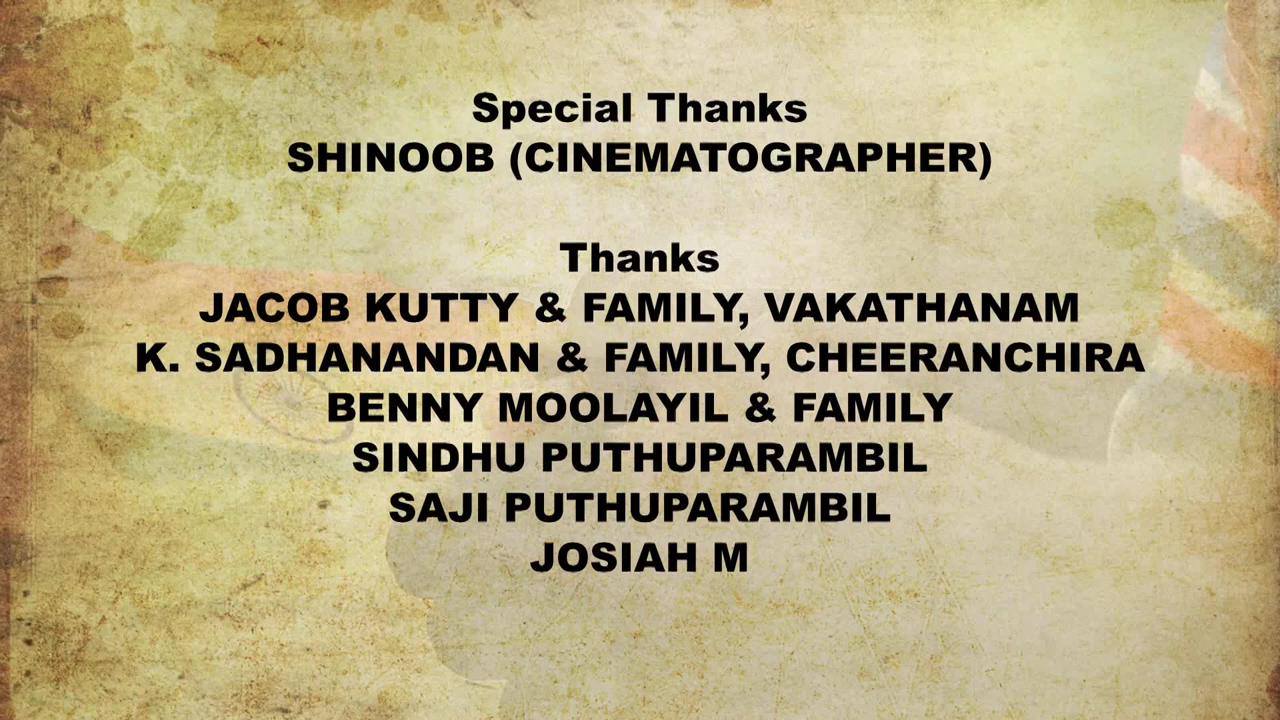 Special Thanks
SHINOOB (CINEMATOGRAPHER)
Thanks
JACOB KUTTY & FAMILY, VAKATHANAM
K. SADHANANDAN & FAMILY, CHEERANCHIRA
BENNY MOOLAYIL & FAMILY
SINDHU PUTHUPARAMBIL
SAJI PUTHUPARAMBIL
JOSIAH M